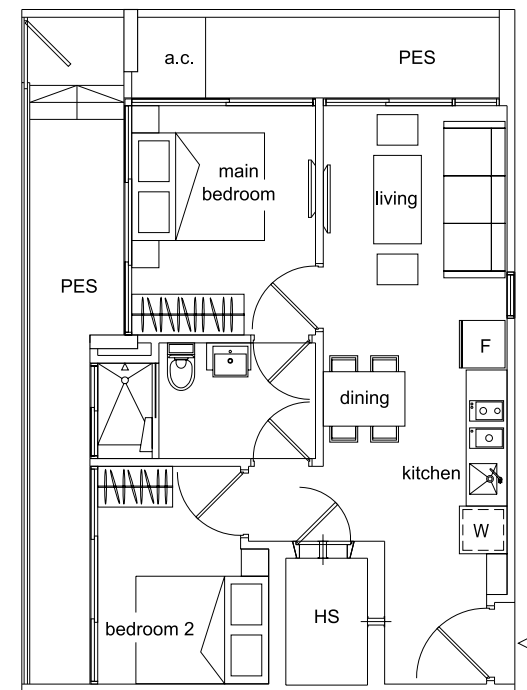 a.c.
PES
main
bedroom
living
PES
F
dining
kitchen
W
HS
bedroom 2